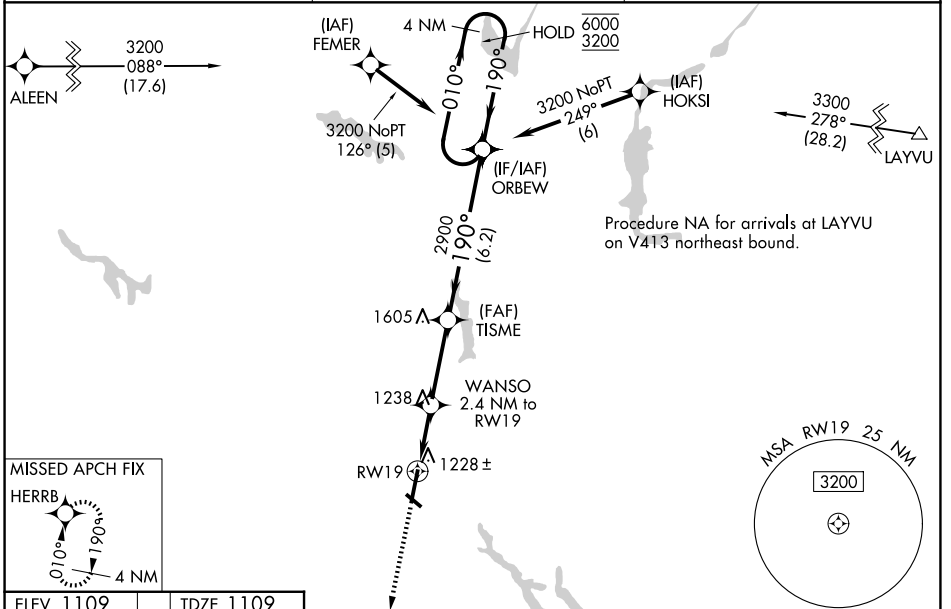 3200
088°
(17.6)
ALEEN
(IAF)
FEMER
3200 NoPT
126° (5)
4 NM
HOLD
6000
3200
010°
190°
3200 NoPT
249°
(6)
(IAF)
HOKSI
3300
278°
(28.2)
LAYVU
(IF/IAF)
ORBEW
Procedure NA for arrivals at LAYVU
on V413 northeast bound.
2900
190°
(6.2)
1605
(FAF)
TISME
1238
WANSO
2.4 NM to
RW19
RW19
1228 ±
MISSED APCH FIX
HERRB
010°
190°
4 NM
MSA RW19 25 NM
3200
ELEV 1109
TDZE 1109